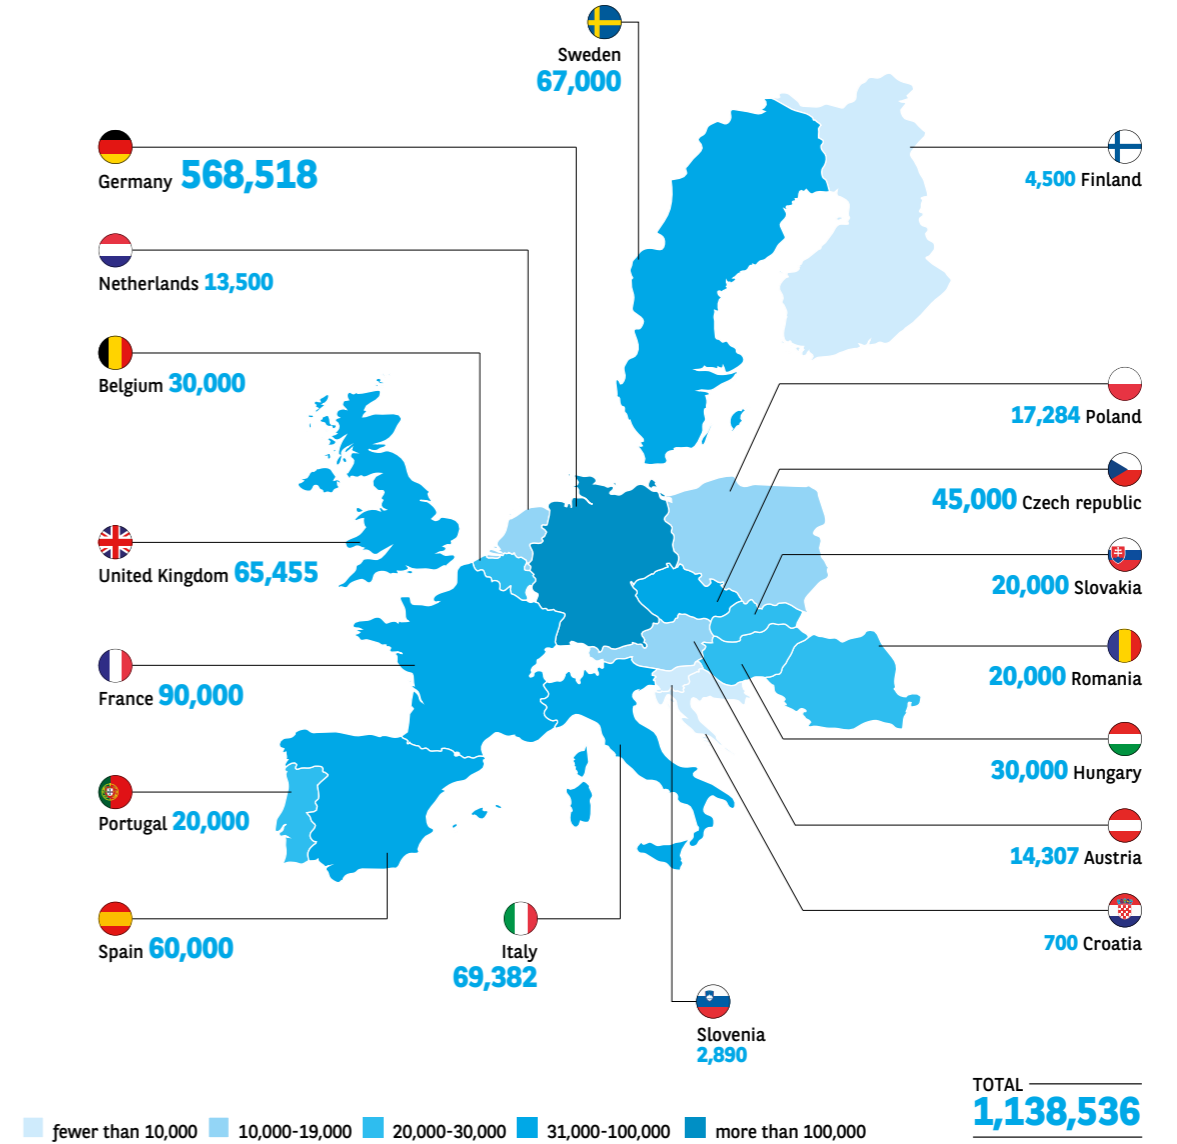 Sweden
67,000
Germany 568,518
4,500 Finland
Netherlands 13,500
Belgium 30,000
17,284 Poland
45,000 Czech republic
United Kingdom 65,455
20,000 Slovakia
France 90,000
20,000 Romania
30,000 Hungary
Portugal 20,000
14,307 Austria
Spain 60,000
Italy
69,382
700 Croatia
Slovenia
2,890
TOTAL
1,138,536
fewer than 10,000 10,000-19,000 20,000-30,000 31,000-100,000 more than 100,000